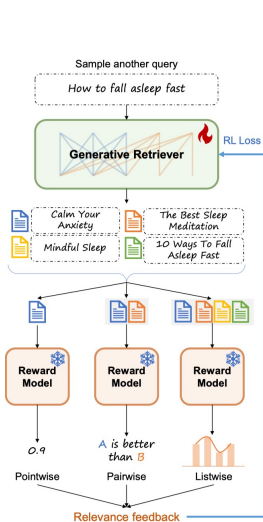 Sample another query
How to fall asleep fast
Generative Retriever
RL Loss
Calm Your
Anxiety
The Best Sleep
Meditation
Mindful Sleep
10 Ways To Fall
Asleep Fast
Reward
Model
Reward
Model
Reward
Model
0.9
A is better
than B
Pointwise
Pairwise
Listwise
Relevance feedback